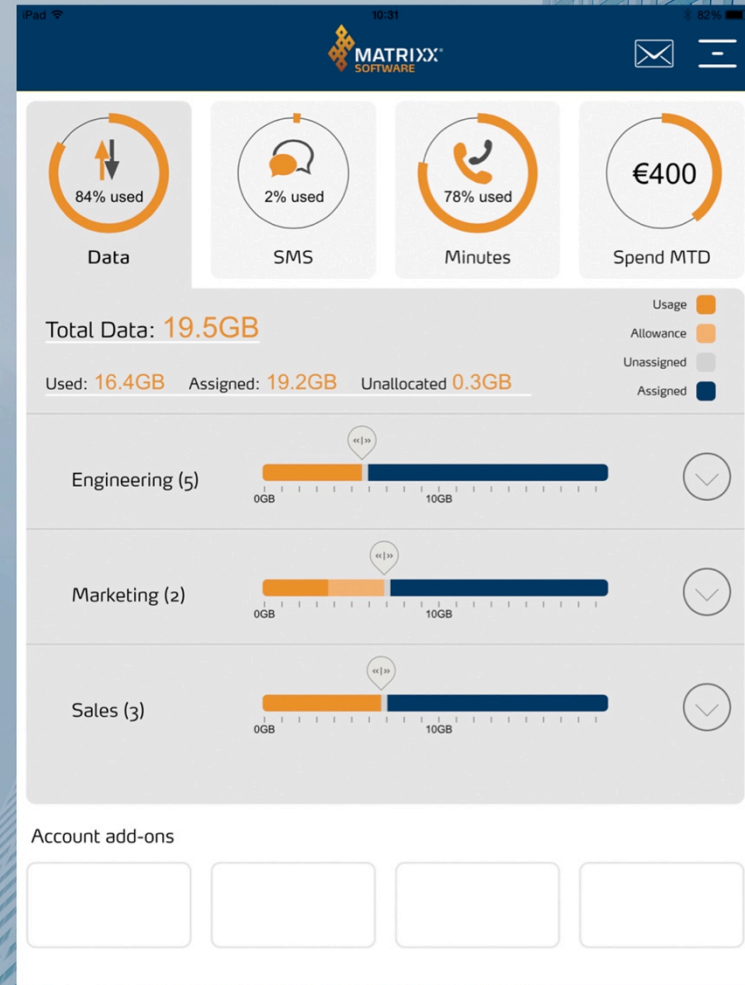 iPad 10:31 82%
MATRIXX
SOFTWARE
84% used
2% used
78% used
€400
Data
SMS
Minutes
Spend MTD
Total Data: 19.5GB
Used: 16.4GB Assigned: 19.2GB Unallocated 0.3GB
Usage
Allowance
Unassigned
Assigned
Engineering (5)
0GB 10GB
Marketing (2)
0GB 10GB
Sales (3)
0GB 10GB
Account add-ons